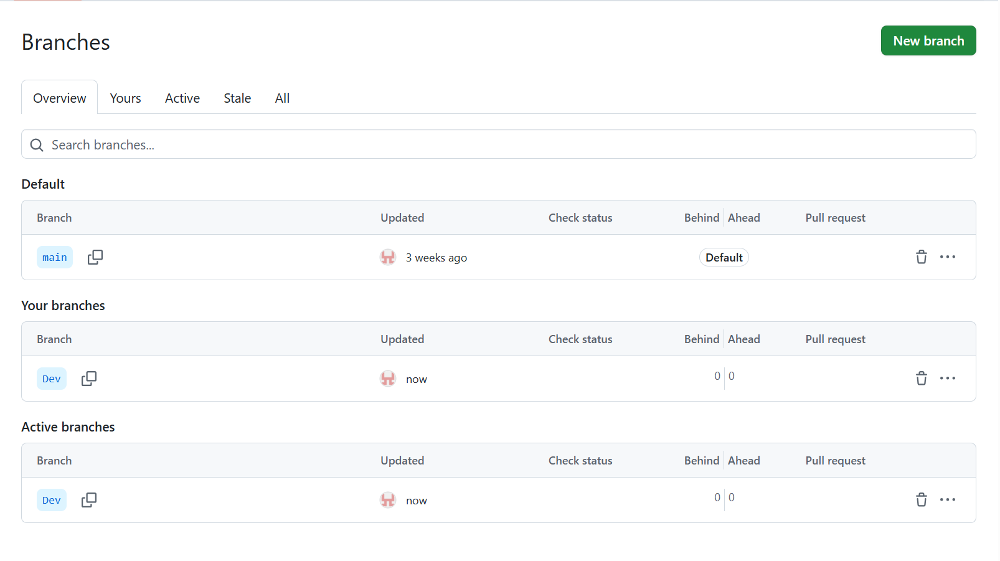 Branches
New branch
Overview Yours Active Stale All
Search branches...
Default
Branch Updated Check status Behind Ahead Pull request
main 3 weeks ago Default
Your branches
Branch Updated Check status Behind Ahead Pull request
Dev now 0 0
Active branches
Branch Updated Check status Behind Ahead Pull request
Dev now 0 0